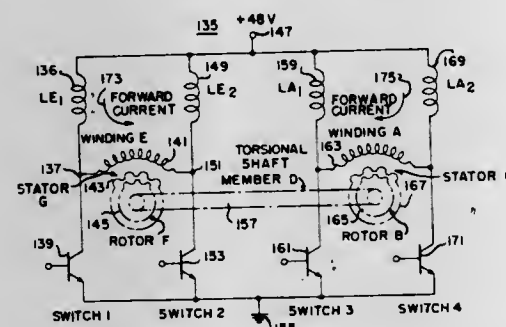 135
+48 V
147
136
173
149
159
175
169
LE1
LE2
LA1
LA2
FORWARD CURRENT
FORWARD CURRENT
WINDING E
141
WINDING A
163
137
151
TORSIONAL SHAFT MEMBER D
STATOR G
143
STATOR
167
145
157
165
ROTOR F
ROTOR B
139
153
161
171
SWITCH 1
SWITCH 2
SWITCH 3
SWITCH 4